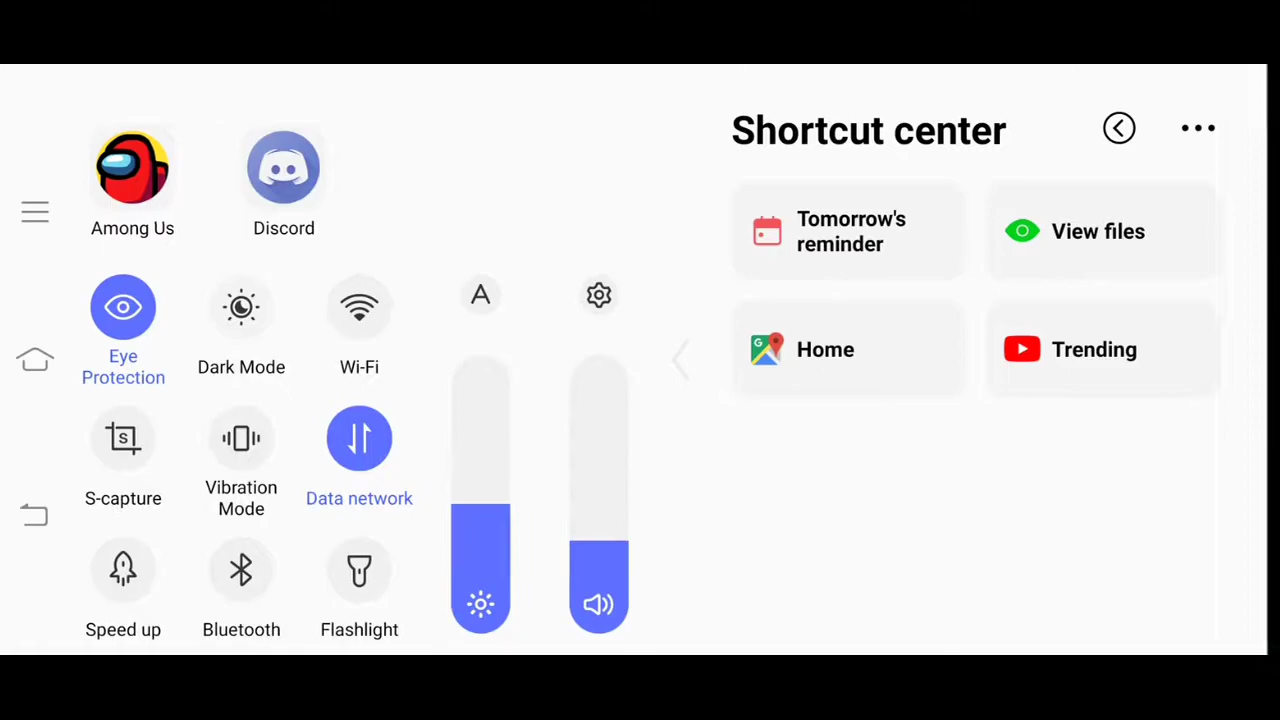 Among Us
Discord
Eye
Protection
Dark Mode
Wi-Fi
A
S-capture
Vibration
Mode
Data network
Speed up
Bluetooth
Flashlight
Shortcut center
Tomorrow's
reminder
View files
Home
Trending